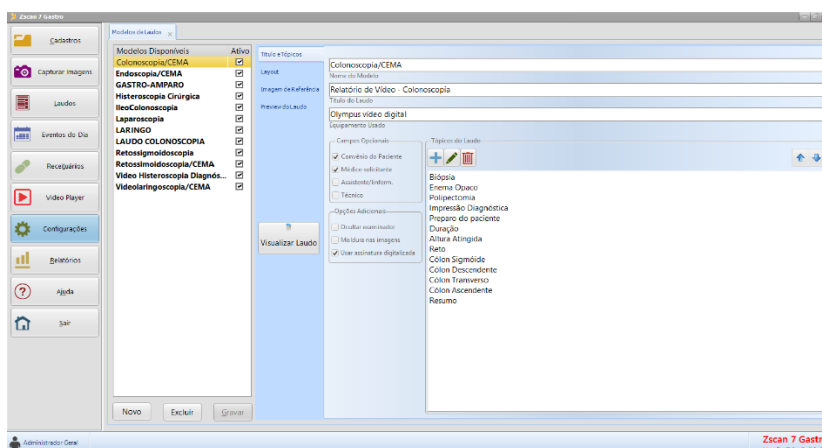 Zscan 7 Gastro
Cadastros
Capturar Imagens
Laudos
Eventos do Dia
Receituários
Video Player
Configurações
Relatórios
Ajuda
Sair
Modelos de Laudos
Modelos Disponíveis Ativo
Colonoscopia/CEMA
Endoscopia/CEMA
GASTRO-AMPARO
Histeroscopia Cirúrgica
IleoColonoscopia
Laparoscopia
LARINGO
LAUDO COLONOSCOPIA
Retossigmoidoscopia
Retossimoidoscopia/CEMA
Video Histeroscopia Diagnós...
Videolaringoscopia/CEMA
Novo Excluir Gravar
Título e Tópicos
Layout
Imagem de Referência
Preview do Laudo
Visualizar Laudo
Colonoscopia/CEMA
Nome do Modelo
Relatório de Vídeo - Colonoscopia
Título do Laudo
Olympus vídeo digital
Equipamento Usado
Campos Opcionais
Convênio do Paciente
Médico solicitante
Assistente/Enferm.
Técnico
Opções Adicionais
Ocultar examinador
Moldura nas imagens
Usar assinatura digitalizada
Tópicos do Laudo
Biópsia
Enema Opaco
Polipectomia
Impressão Diagnóstica
Preparo do paciente
Duração
Altura Atingida
Reto
Cólon Sigmóide
Cólon Descendente
Cólon Transverso
Cólon Ascendente
Resumo
Administrador Geral
Zscan 7 Gastr